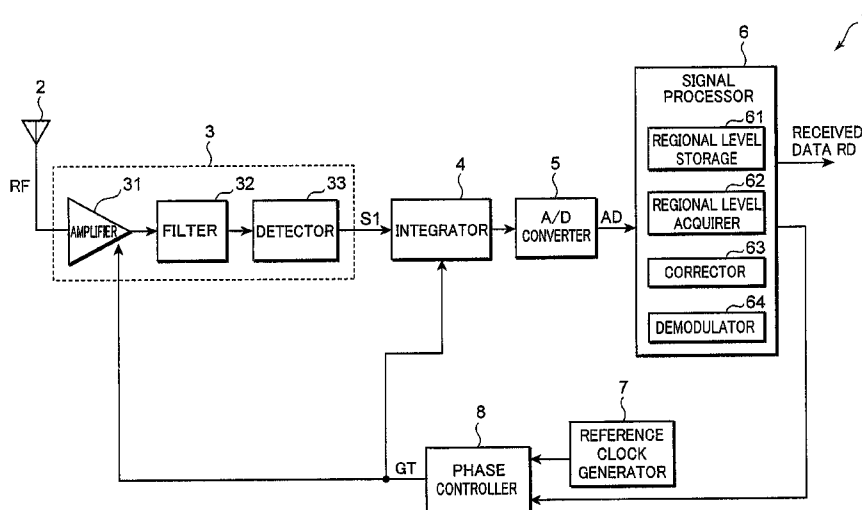 6
SIGNAL
PROCESSOR
2
61
REGIONAL LEVEL
STORAGE
RECEIVED
DATA RD
3
RF
31
AMPLIFIER
32
FILTER
33
DETECTOR
S1
4
INTEGRATOR
5
A/D
CONVERTER
AD
62
REGIONAL LEVEL
ACQUIRER
63
CORRECTOR
64
DEMODULATOR
7
REFERENCE
CLOCK
GENERATOR
8
GT
PHASE
CONTROLLER